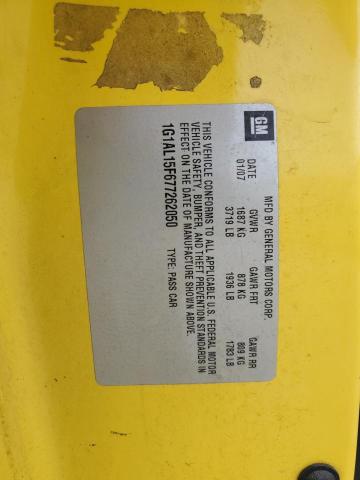 GM
MFD BY GENERAL MOTORS CORP.
DATE GVWR GAWR FRT GAWR RR
01/07 1687 KG 878 KG 809 KG
3719 LB 1936 LB 1783 LB
THIS VEHICLE CONFORMS TO ALL APPLICABLE U.S. FEDERAL MOTOR
VEHICLE SAFETY, BUMPER, AND THEFT PREVENTION STANDARDS IN
EFFECT ON THE DATE OF MANUFACTURE SHOWN ABOVE.
1G1AL15F677262050 TYPE: PASS CAR